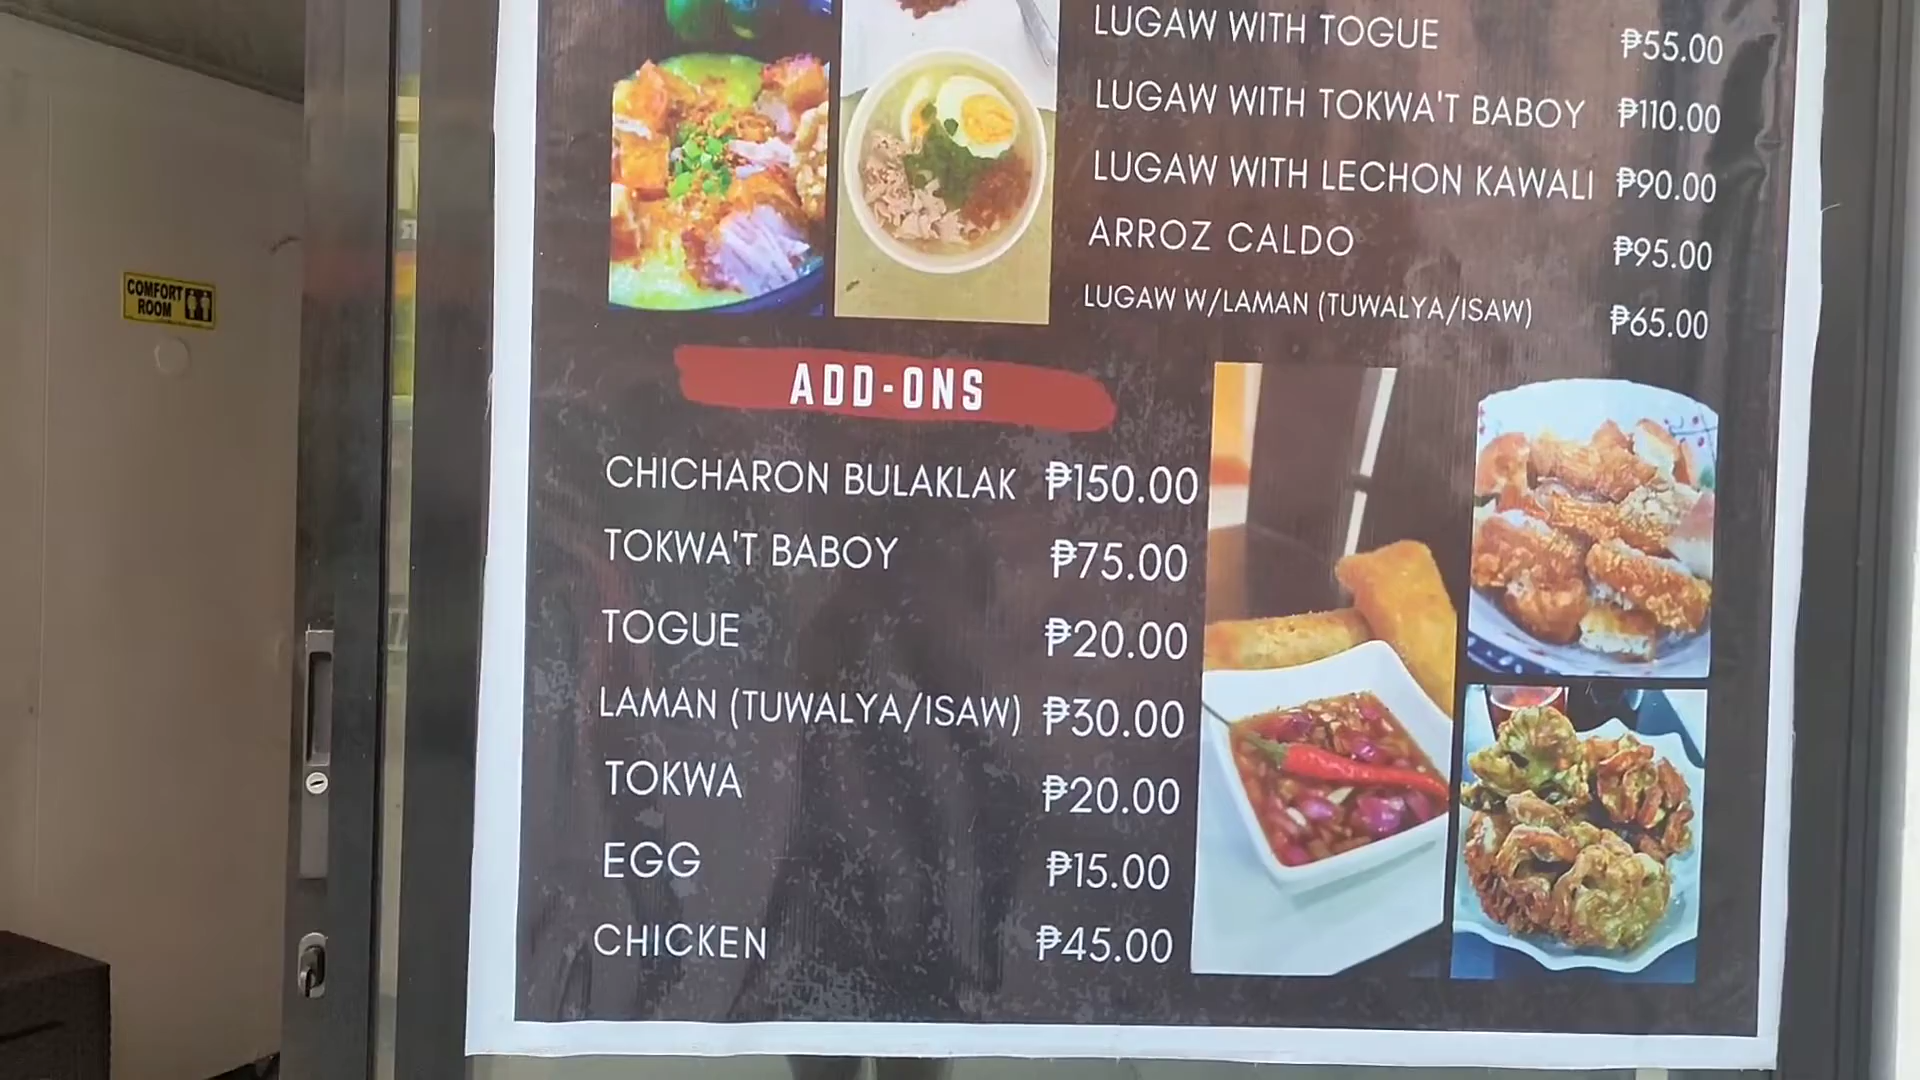 LUGAW WITH TOGUE ₱55.00
LUGAW WITH TOKWA'T BABOY ₱110.00
LUGAW WITH LECHON KAWALI ₱90.00
ARROZ CALDO ₱95.00
LUGAW W/LAMAN (TUWALYA/ISAW) ₱65.00
COMFORT
ROOM
ADD-ONS
CHICHARON BULAKLAK ₱150.00
TOKWA'T BABOY ₱75.00
TOGUE ₱20.00
LAMAN (TUWALYA/ISAW) ₱30.00
TOKWA ₱20.00
EGG ₱15.00
CHICKEN ₱45.00